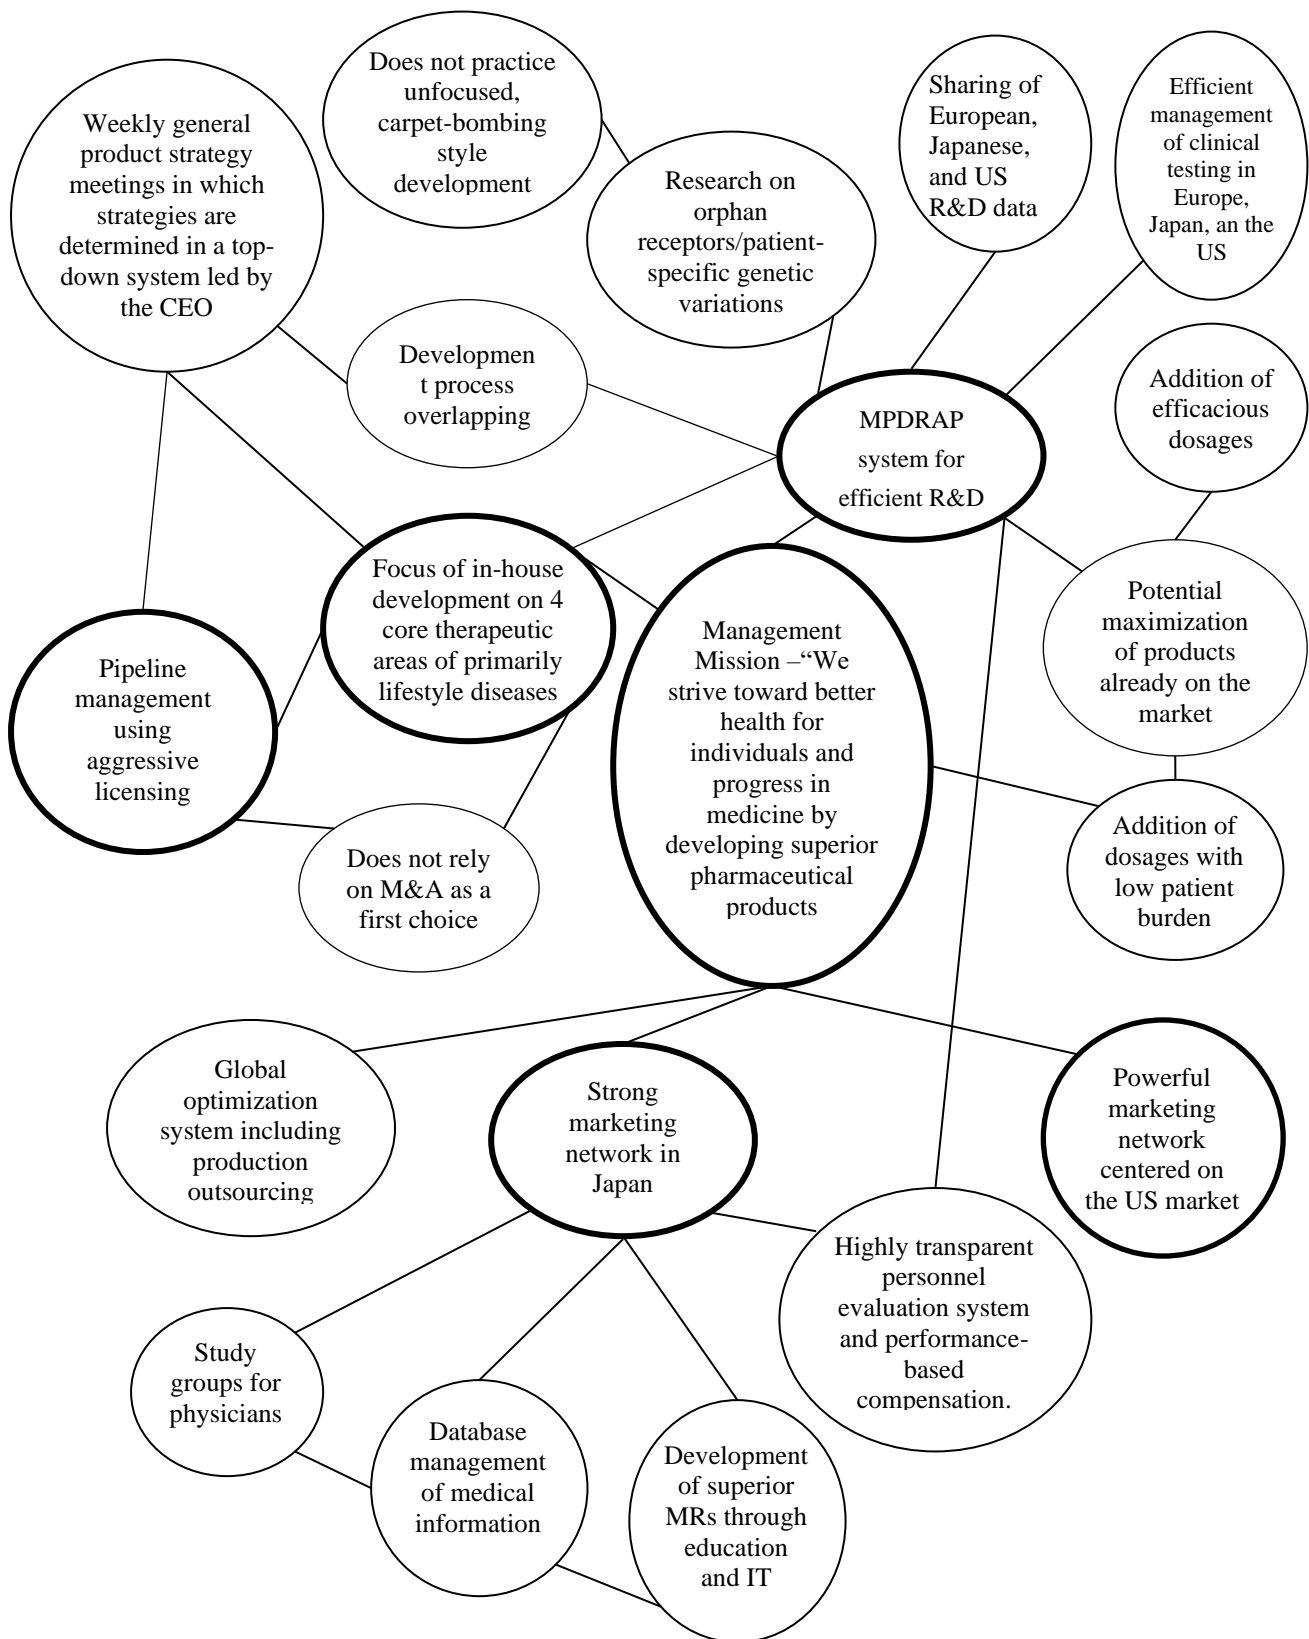 Does not practice
unfocused,
carpet-bombing
style
development
Sharing of
European,
Japanese,
and US
R&D data
Efficient
management
of clinical
testing in
Europe,
Japan, an the
US
Weekly general
product strategy
meetings in which
strategies are
determined in a top-
down system led by
the CEO
Research on
orphan
receptors/patient-
specific genetic
variations
Developmen
t process
overlapping
MPDRAP
system for
efficient R&D
Addition of
efficacious
dosages
Focus of in-house
development on 4
core therapeutic
areas of primarily
lifestyle diseases
Management
Mission –“We
strive toward better
health for
individuals and
progress in
medicine by
developing superior
pharmaceutical
products
Potential
maximization
of products
already on the
market
Pipeline
management
using
aggressive
licensing
Does not rely
on M&A as a
first choice
Addition of
dosages with
low patient
burden
Global
optimization
system including
production
outsourcing
Strong
marketing
network in
Japan
Powerful
marketing
network
centered on
the US market
Highly transparent
personnel
evaluation system
and performance-
based
compensation.
Study
groups for
physicians
Database
management
of medical
information
Development
of superior
MRs through
education
and IT